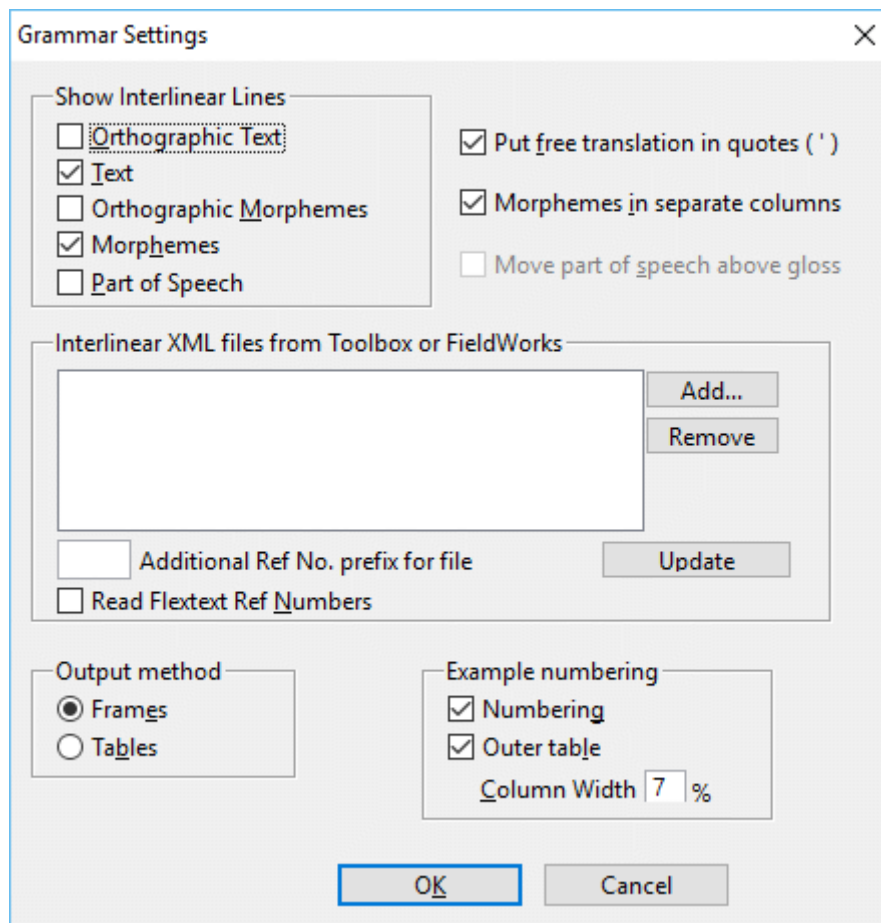 Grammar Settings
Show Interlinear Lines
Orthographic Text
Text
Orthographic Morphemes
Morphemes
Part of Speech
Put free translation in quotes ( ' )
Morphemes in separate columns
Move part of speech above gloss
Interlinear XML files from Toolbox or FieldWorks
Add...
Remove
Additional Ref No. prefix for file
Update
Read Flextext Ref Numbers
Output method
Frames
Tables
Example numbering
Numbering
Outer table
Column Width 7 %
OK
Cancel